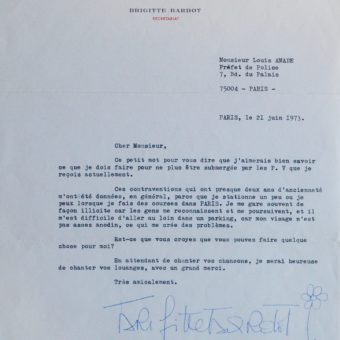 BRIGITTE BARDOT
SECRETARIAT
Monsieur Louis AMADE
Préfet de Police
7, Bd. du Palais
75004 - PARIS -
PARIS, le 21 juin 1973.
Cher Monsieur,
Ce petit mot pour vous dire que j'aimerais bien savoir
ce que je dois faire pour ne plus être submergée par les P. V que je
reçois actuellement.
Ces contraventions qui ont presque deux ans d'ancienneté
m'ont été données, en général, parce que je stationne un peu où je
peux lorsque je fais des courses dans PARIS. Je me gare souvent de
façon illicite car les gens me reconnaissent et me poursuivent, et il
m'est difficile d'aller au loin dans un parking, car mon visage n'est
pas assez anodin, ce qui me crée des problèmes.
Est-ce que vous croyez que vous pouvez faire quelque
chose pour moi?
En attendant de chanter vos chansons, je serai heureuse
de chanter vos louanges, avec un grand merci.
Très amicalement.
Brigitte Bardot